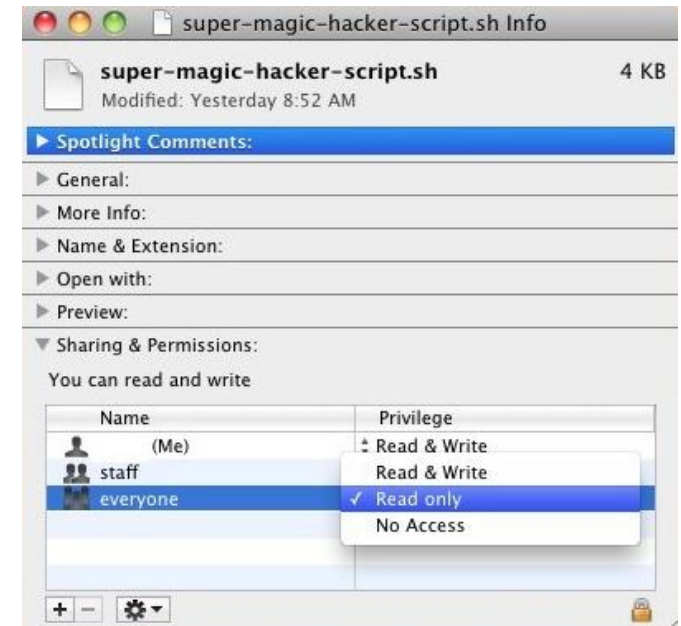 super-magic-hacker-script.sh Info
super-magic-hacker-script.sh 4 KB
Modified: Yesterday 8:52 AM
Spotlight Comments:
General:
More Info:
Name & Extension:
Open with:
Preview:
Sharing & Permissions:
You can read and write
Name Privilege
(Me) Read & Write
staff Read & Write
everyone ✓ Read only
No Access